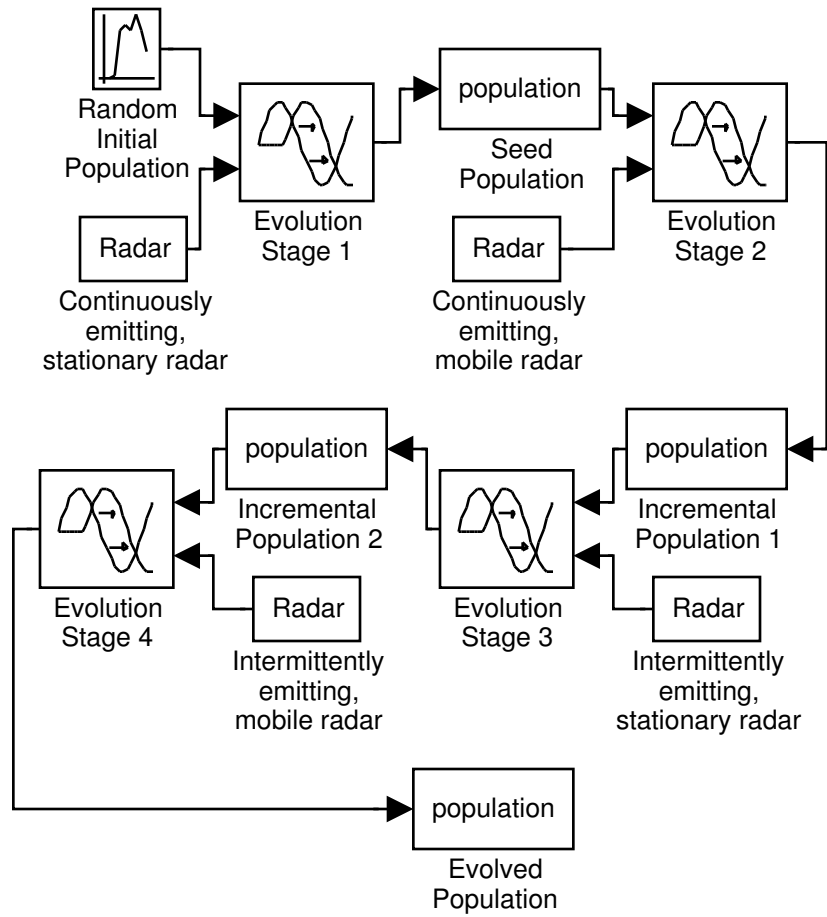 Random
Initial
Population
population
Seed
Population
Evolution
Stage 1
Evolution
Stage 2
Radar
Continuously
emitting,
stationary radar
Radar
Continuously
emitting,
mobile radar
population
Incremental
Population 2
population
Incremental
Population 1
Evolution
Stage 4
Radar
Intermittently
emitting,
mobile radar
Evolution
Stage 3
Radar
Intermittently
emitting,
stationary radar
population
Evolved
Population